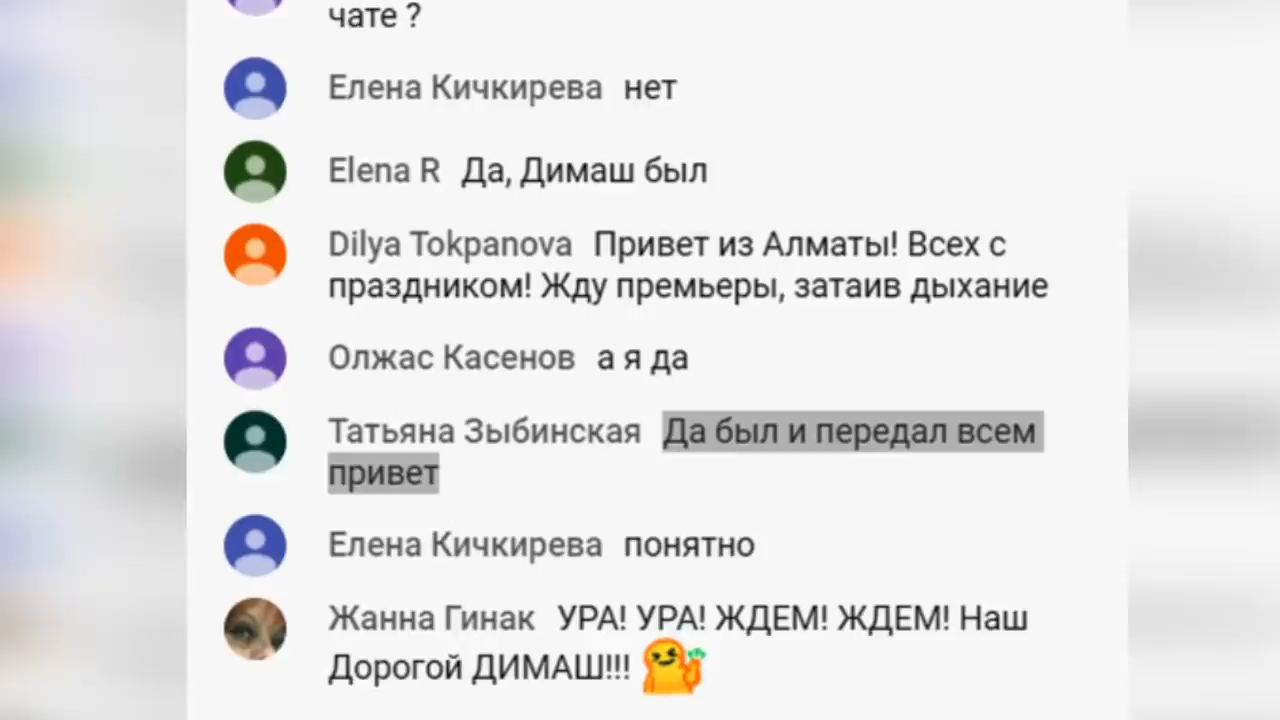 чате ?
Елена Кичкирева нет
Elena R Да, Димаш был
Dilya Tokpanova Привет из Алматы! Всех с
праздником! Жду премьеры, затаив дыхание
Олжас Касенов а я да
Татьяна Зыбинская Да был и передал всем
привет
Елена Кичкирева понятно
Жанна Гинак УРА! УРА! ЖДЕМ! ЖДЕМ! Наш
Дорогой ДИМАШ!!!